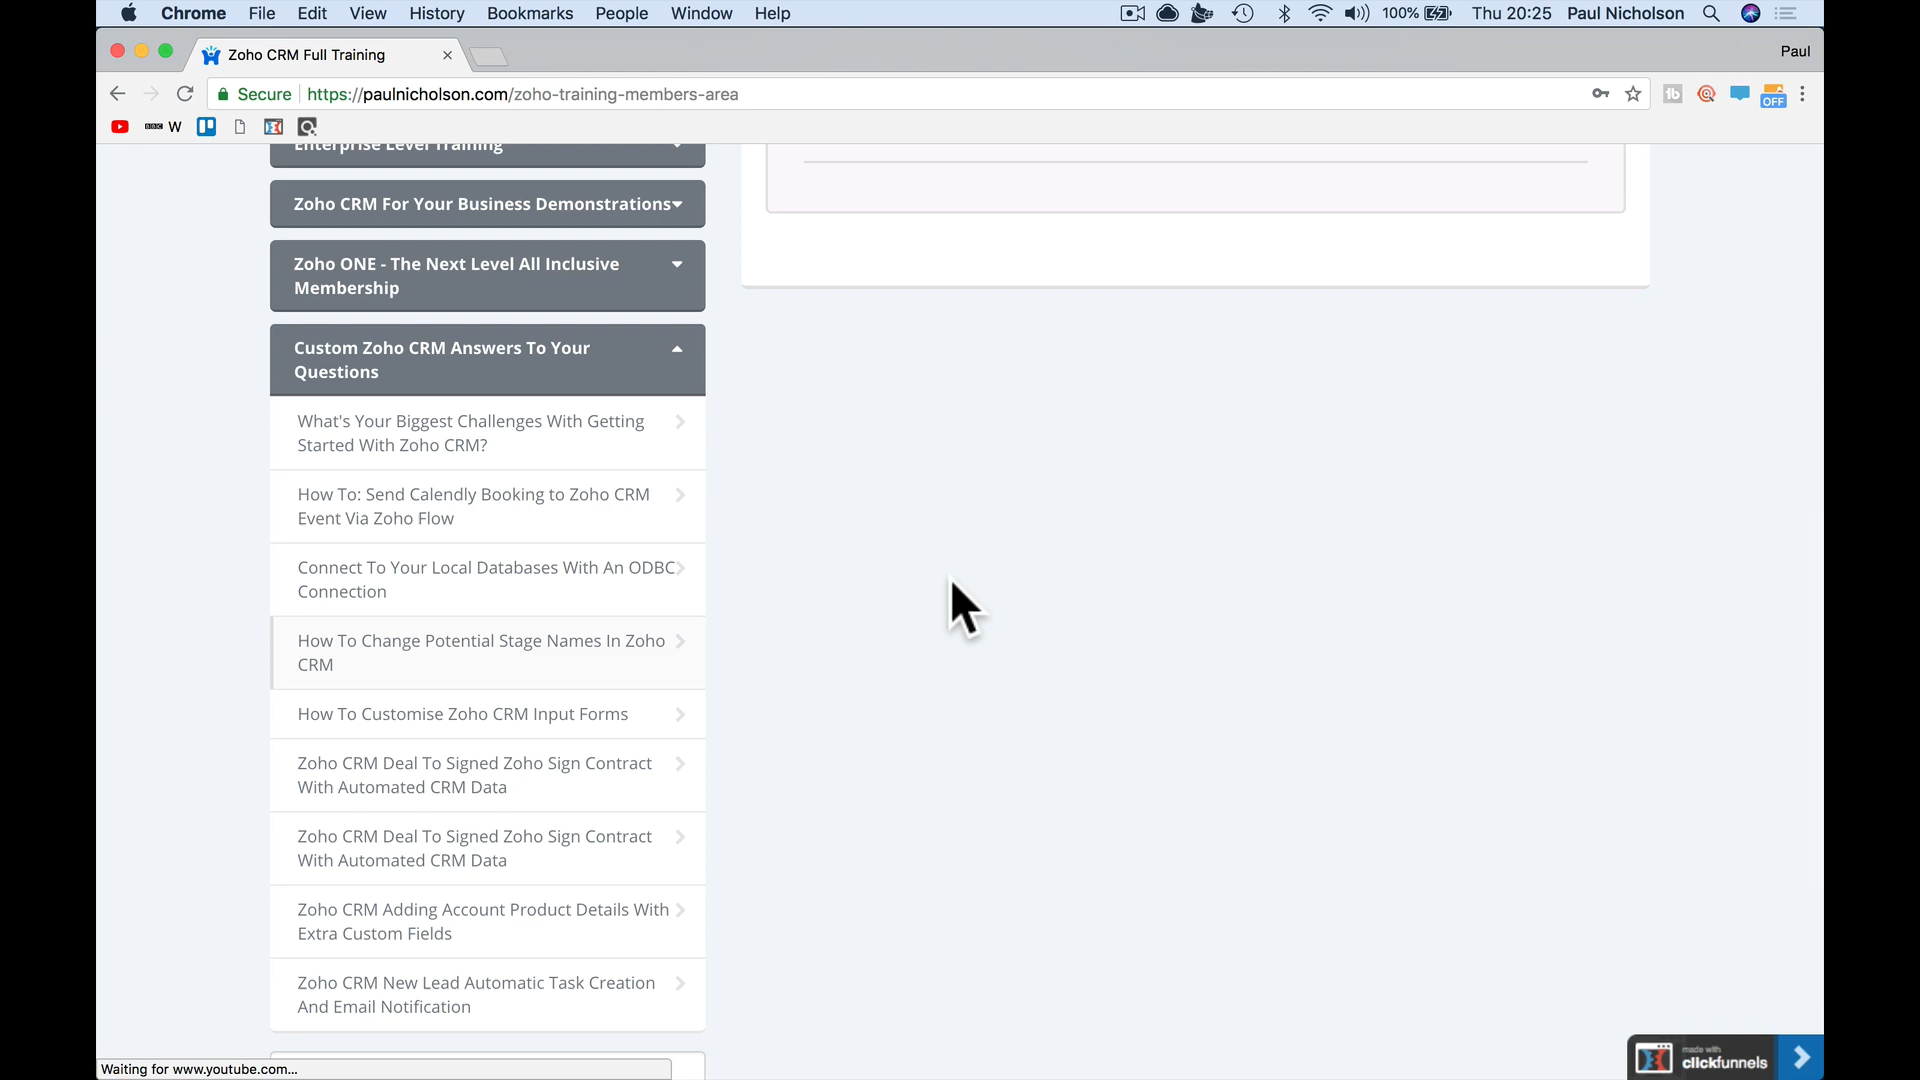 Chrome File Edit View History Bookmarks People Window Help 100% Thu 20:25 Paul Nicholson
Zoho CRM Full Training Paul
Secure https://paulnicholson.com/zoho-training-members-area OFF
BBC W
Enterprise Level Training
Zoho CRM For Your Business Demonstrations
Zoho ONE - The Next Level All Inclusive
Membership
Custom Zoho CRM Answers To Your
Questions
What's Your Biggest Challenges With Getting
Started With Zoho CRM?
How To: Send Calendly Booking to Zoho CRM
Event Via Zoho Flow
Connect To Your Local Databases With An ODBC
Connection
How To Change Potential Stage Names In Zoho
CRM
How To Customise Zoho CRM Input Forms
Zoho CRM Deal To Signed Zoho Sign Contract
With Automated CRM Data
Zoho CRM Deal To Signed Zoho Sign Contract
With Automated CRM Data
Zoho CRM Adding Account Product Details With
Extra Custom Fields
Zoho CRM New Lead Automatic Task Creation
And Email Notification
Waiting for www.youtube.com...
made with
clickfunnels